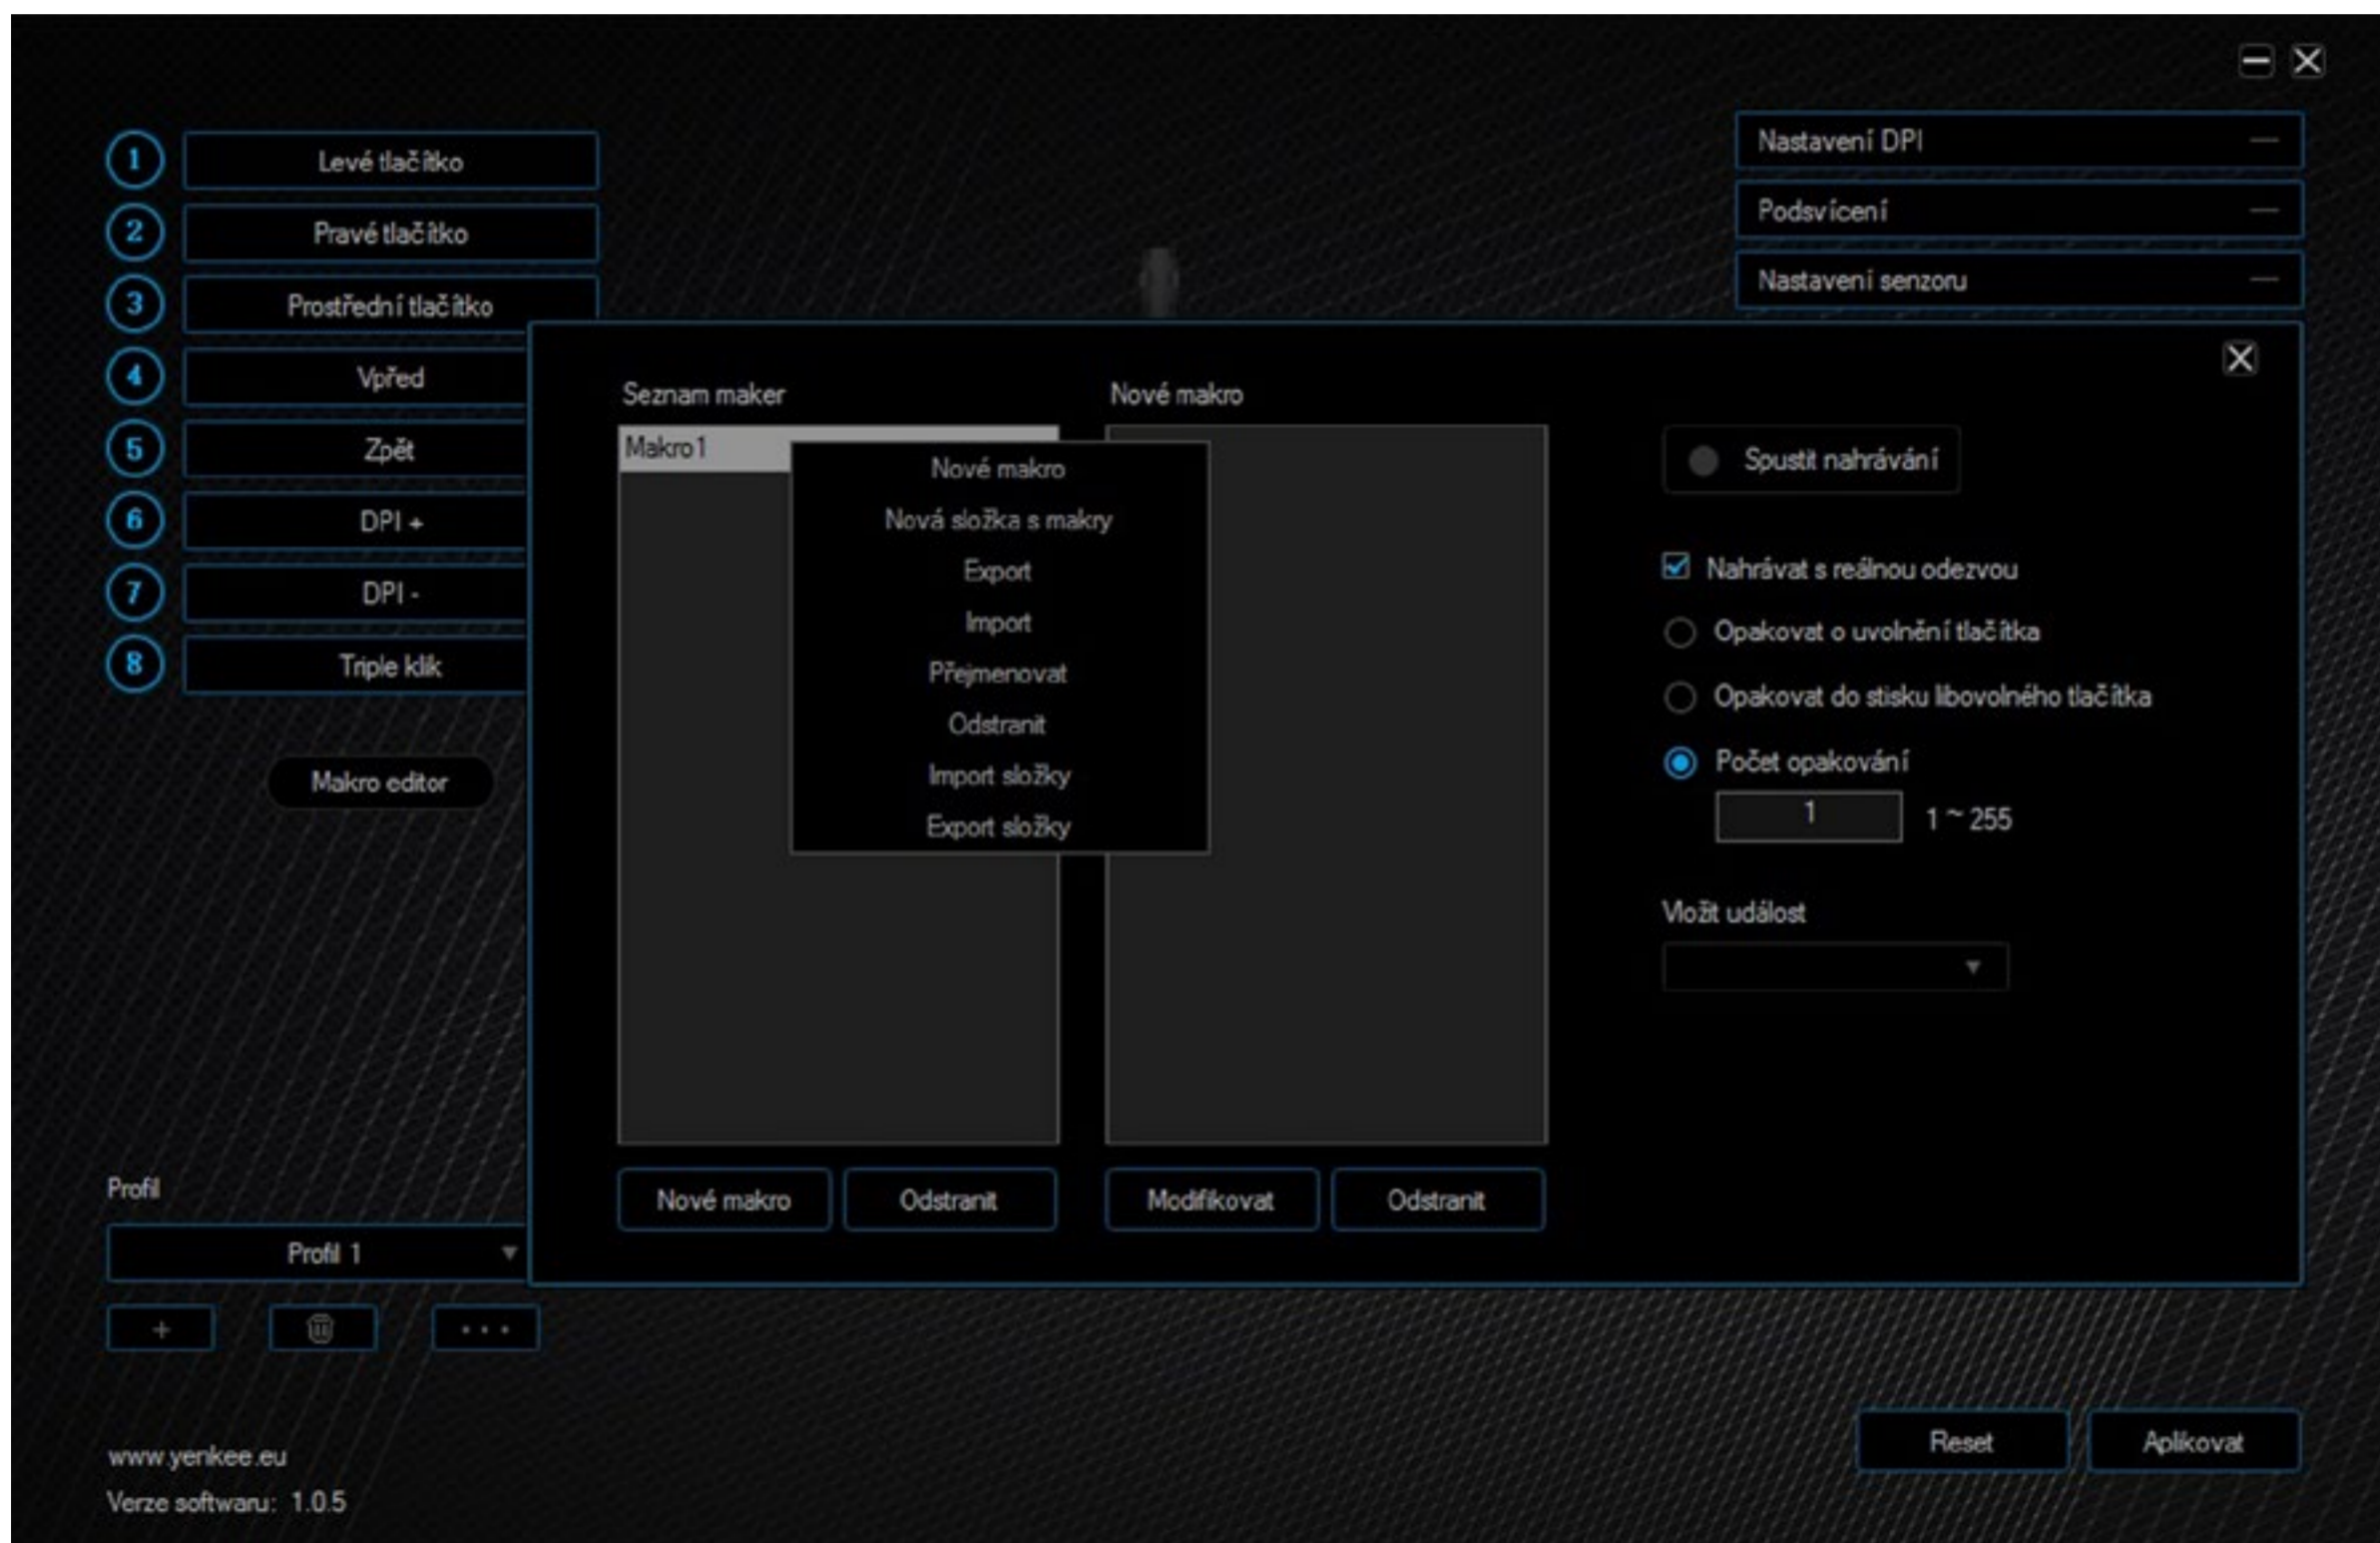 1 Levé tlačítko
2 Pravé tlačítko
3 Prostřední tlačítko
4 Vpřed
5 Zpět
6 DPI +
7 DPI -
8 Triple klik
Makro editor
Nastavení DPI
Podsvícení
Nastavení senzoru
Seznam maker
Makro1
Nové makro
Nová složka s makry
Export
Import
Přejmenovat
Odstranit
Import složky
Export složky
Nové makro
Nové makro
Odstranit
Modifikovat
Odstranit
Spustit nahrávání
Nahrávat s reálnou odezvou
Opakovat o uvolnění tlačítka
Opakovat do stisku libovolného tlačítka
Počet opakování
1 1 ~ 255
Vložit událost
Profil
Profil 1
+ ...
www.yenkee.eu
Verze softwaru: 1.0.5
Reset Aplikovat